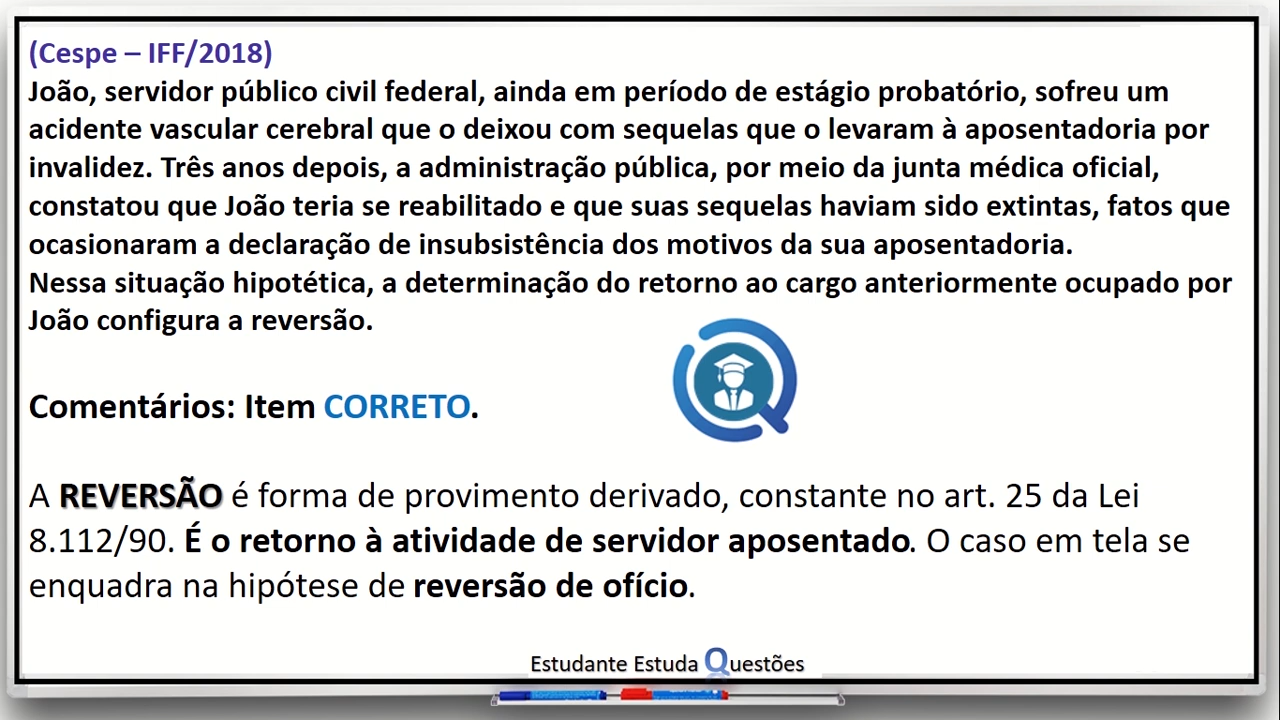 (Cespe – IFF/2018)
João, servidor público civil federal, ainda em período de estágio probatório, sofreu um
acidente vascular cerebral que o deixou com sequelas que o levaram à aposentadoria por
invalidez. Três anos depois, a administração pública, por meio da junta médica oficial,
constatou que João teria se reabilitado e que suas sequelas haviam sido extintas, fatos que
ocasionaram a declaração de insubsistência dos motivos da sua aposentadoria.
Nessa situação hipotética, a determinação do retorno ao cargo anteriormente ocupado por
João configura a reversão.
Comentários: Item CORRETO.
A REVERSÃO é forma de provimento derivado, constante no art. 25 da Lei
8.112/90. É o retorno à atividade de servidor aposentado. O caso em tela se
enquadra na hipótese de reversão de ofício.
Estudante Estuda Questões